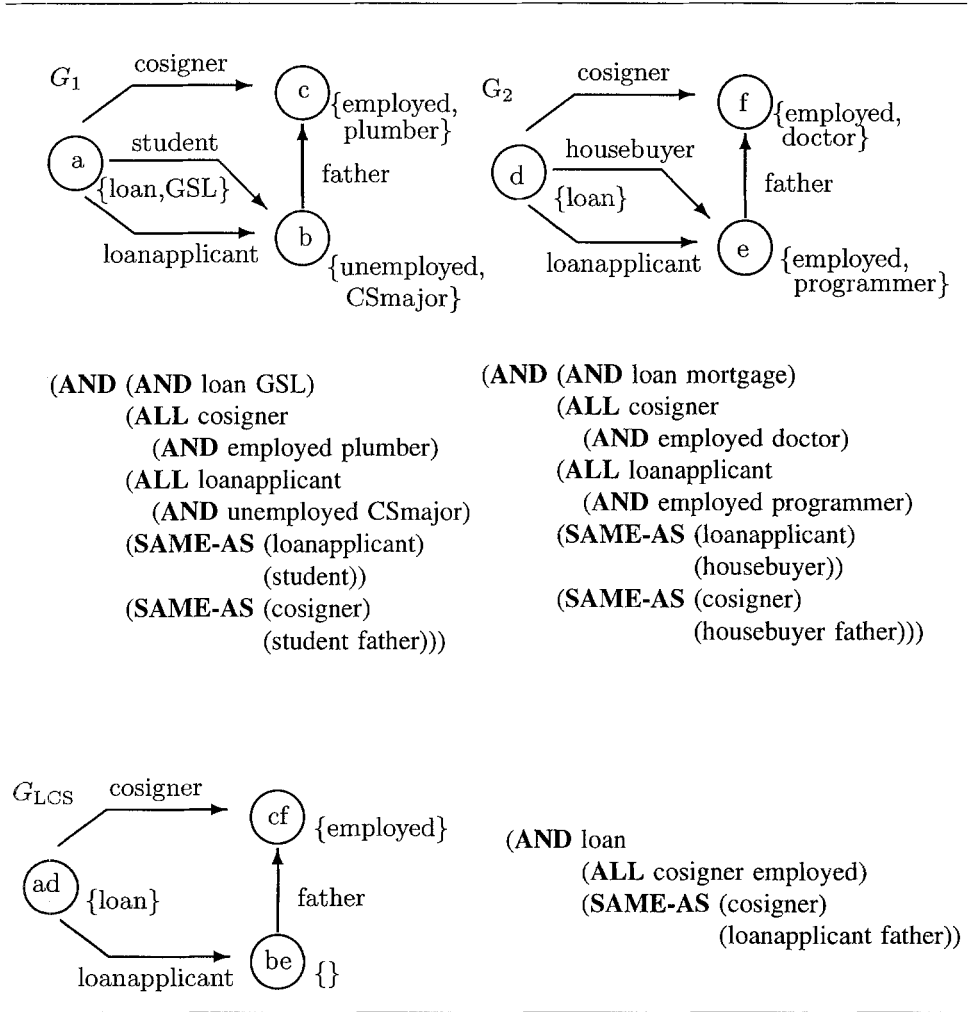 G1
cosigner
c
{employed,
plumber}
student
a
{loan,GSL}
father
loanapplicant
b
{unemployed,
CSmajor}
G2
cosigner
f
{employed,
doctor}
housebuyer
d
{loan}
father
loanapplicant
e
{employed,
programmer}
(AND (AND loan GSL)
(ALL cosigner
(AND employed plumber)
(ALL loanapplicant
(AND unemployed CSmajor)
(SAME-AS (loanapplicant)
(student))
(SAME-AS (cosigner)
(student father)))
(AND (AND loan mortgage)
(ALL cosigner
(AND employed doctor)
(ALL loanapplicant
(AND employed programmer)
(SAME-AS (loanapplicant)
(housebuyer))
(SAME-AS (cosigner)
(housebuyer father)))
GLCS
cosigner
cf
{employed}
ad
{loan}
father
loanapplicant
be
{}
(AND loan
(ALL cosigner employed)
(SAME-AS (cosigner)
(loanapplicant father))